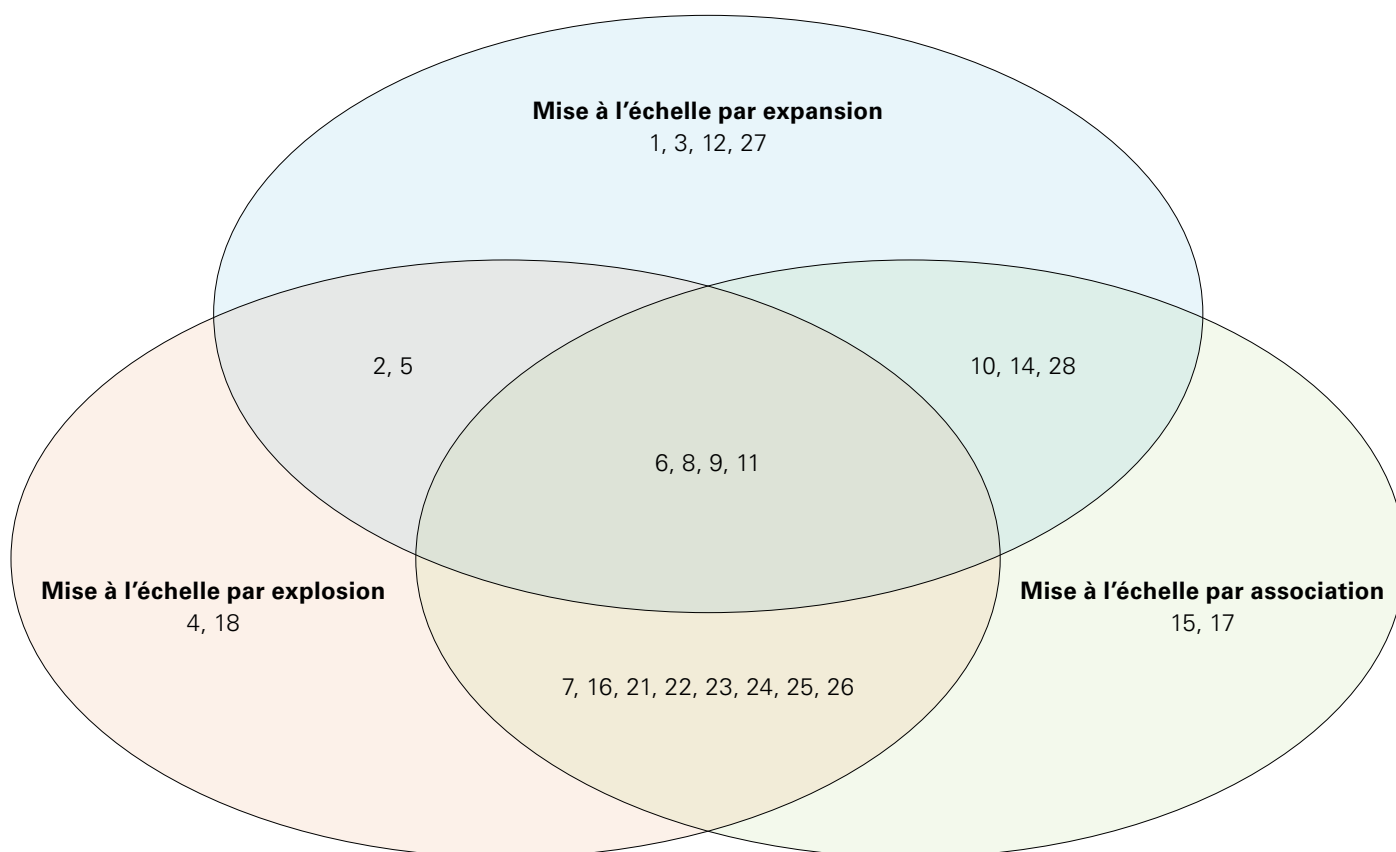 Mise à l’échelle par expansion
1, 3, 12, 27
2, 5
10, 14, 28
6, 8, 9, 11
Mise à l’échelle par explosion
4, 18
Mise à l’échelle par association
15, 17
7, 16, 21, 22, 23, 24, 25, 26